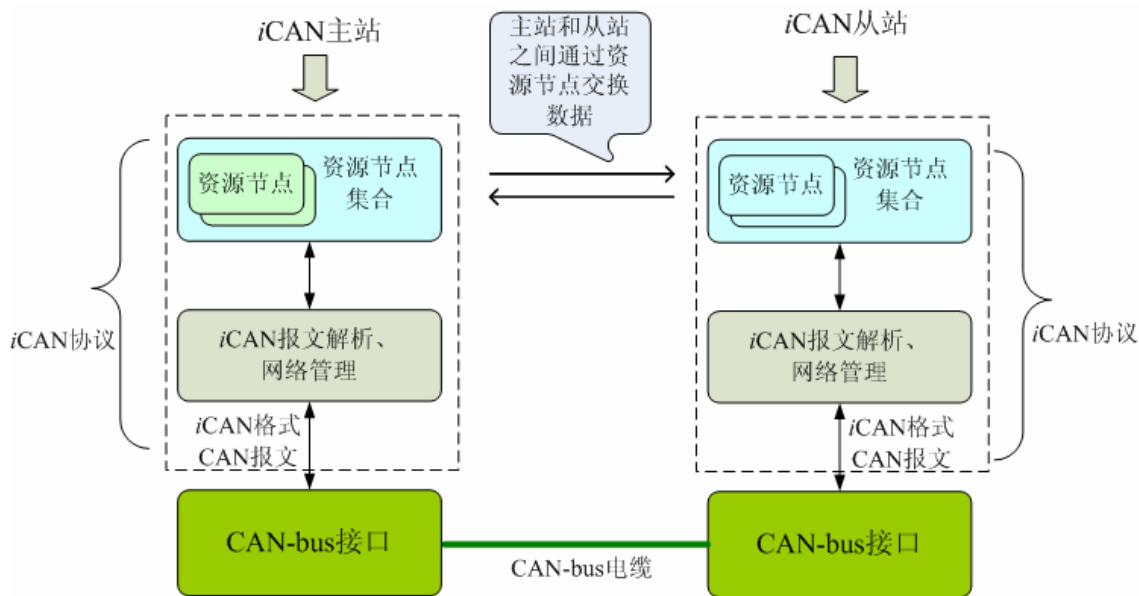 iCAN主站
主站和从站
之间通过资
源节点交换
数据
iCAN从站
资源节点
资源节点
集合
资源节点
资源节点
集合
iCAN协议
iCAN报文解析、
网络管理
iCAN报文解析、
网络管理
iCAN协议
iCAN格式
CAN报文
iCAN格式
CAN报文
CAN-bus接口
CAN-bus电缆
CAN-bus接口